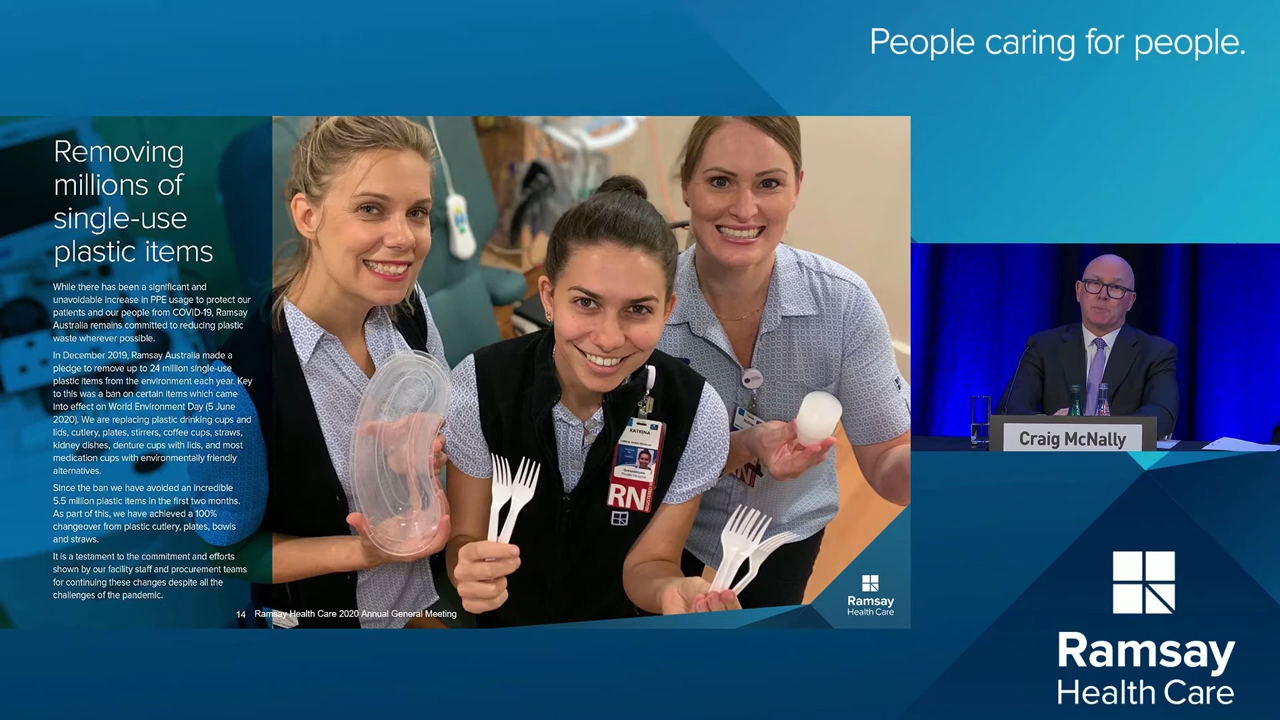 People caring for people.
Removing
millions of
single-use
plastic items
While there has been a significant and
unavoidable increase in PPE usage to protect our
patients and our people from COVID-19, Ramsay
Australia remains committed to reducing plastic
waste wherever possible.
In December 2019, Ramsay Australia made a
pledge to remove up to 24 million single-use
plastic items from the environment each year. Key
to this was a ban on certain items which came
into effect on World Environment Day (5 June
2020). We are replacing plastic drinking cups and
lids, cutlery, plates, stirrers, coffee cups, straws,
kidney dishes, denture cups with lids, and most
medication cups with environmentally friendly
alternatives.
Since the ban we have avoided an incredible
5.5 million plastic items in the first two months.
As part of this, we have achieved a 100%
changeover from plastic cutlery, plates, bowls
and straws.
It is a testament to the commitment and efforts
shown by our facility staff and procurement teams
for continuing these changes despite all the
challenges of the pandemic.
14 Ramsay Health Care 2020 Annual General Meeting
KATRINA
RN
Ramsay
Health Care
Craig McNally
Ramsay
Health Care